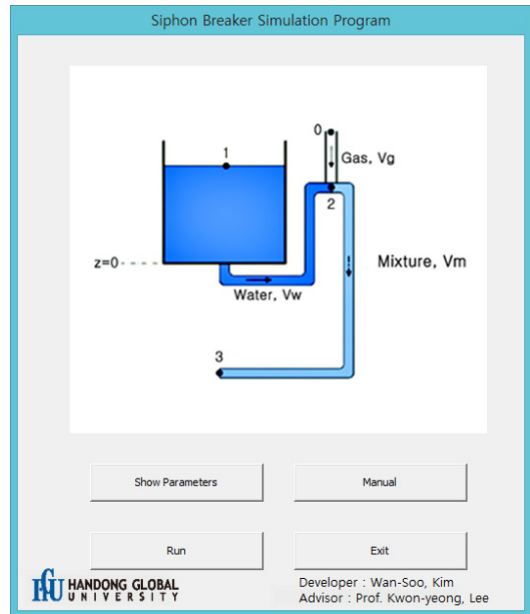 Siphon Breaker Simulation Program
0
1
Gas, Vg
2
z=0
Mixture, Vm
Water, Vw
3
Show Parameters
Manual
Run
Exit
HANDONG GLOBAL
UNIVERSITY
Developer : Wan-Soo, Kim
Advisor : Prof. Kwon-yeong, Lee